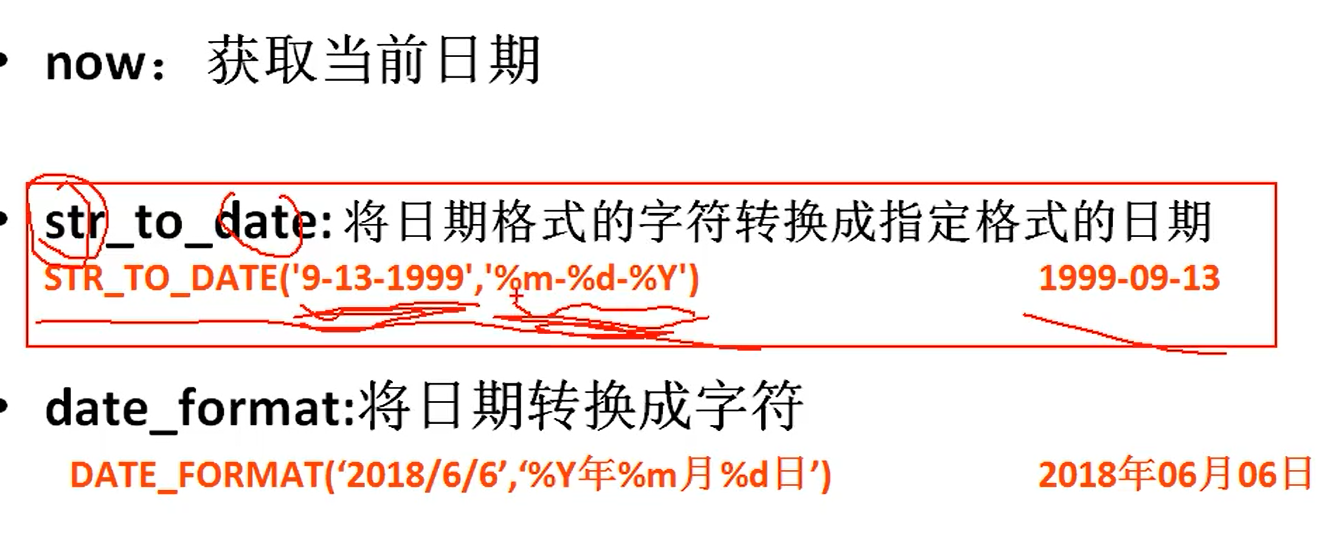 • now： 获取当前日期
• str_to_date: 将日期格式的字符转换成指定格式的日期
STR_TO_DATE('9-13-1999','%m-%d-%Y') 1999-09-13
• date_format:将日期转换成字符
DATE_FORMAT(‘2018/6/6’,‘%Y年%m月%d日’) 2018年06月06日